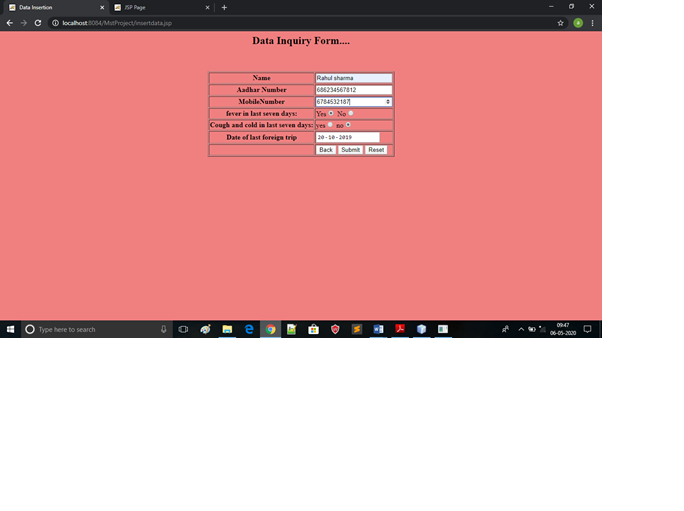 Data Insertion
JSP Page
localhost:8084/MstProject/insertdata.jsp
Data Inquiry Form....
Name Rahul sharma
Aadhar Number 686234567812
MobileNumber 6784532187
fever in last seven days: Yes No
Cough and cold in last seven days: yes no
Date of last foreign trip 20-10-2019
Back Submit Reset
Type here to search
09:47
06-05-2020